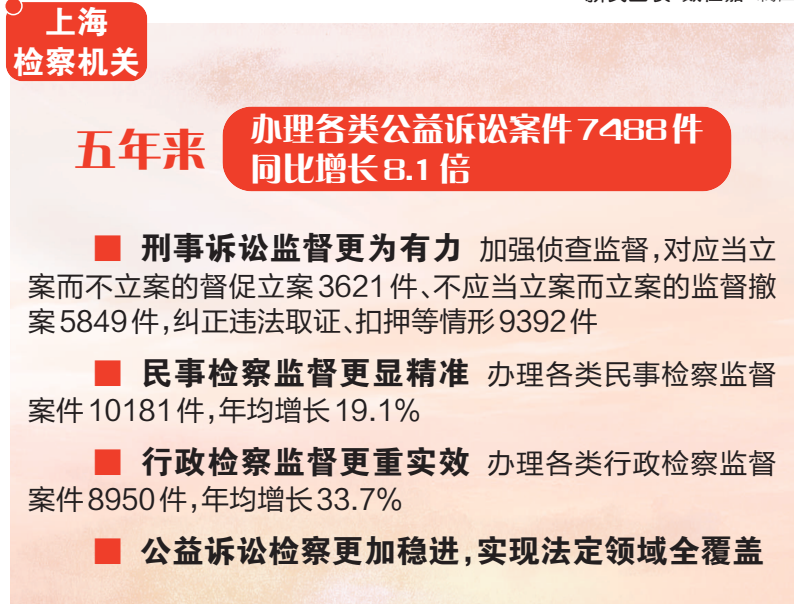 上海
检察机关
五年来
办理各类公益诉讼案件7488件
同比增长8.1倍
■ 刑事诉讼监督更为有力 加强侦查监督,对应当立
案而不立案的督促立案3621件、不应当立案而立案的监督撤
案5849件,纠正违法取证、扣押等情形9392件
■ 民事检察监督更显精准 办理各类民事检察监督
案件10181件,年均增长19.1%
■ 行政检察监督更重实效 办理各类行政检察监督
案件8950件,年均增长33.7%
■ 公益诉讼检察更加稳进,实现法定领域全覆盖